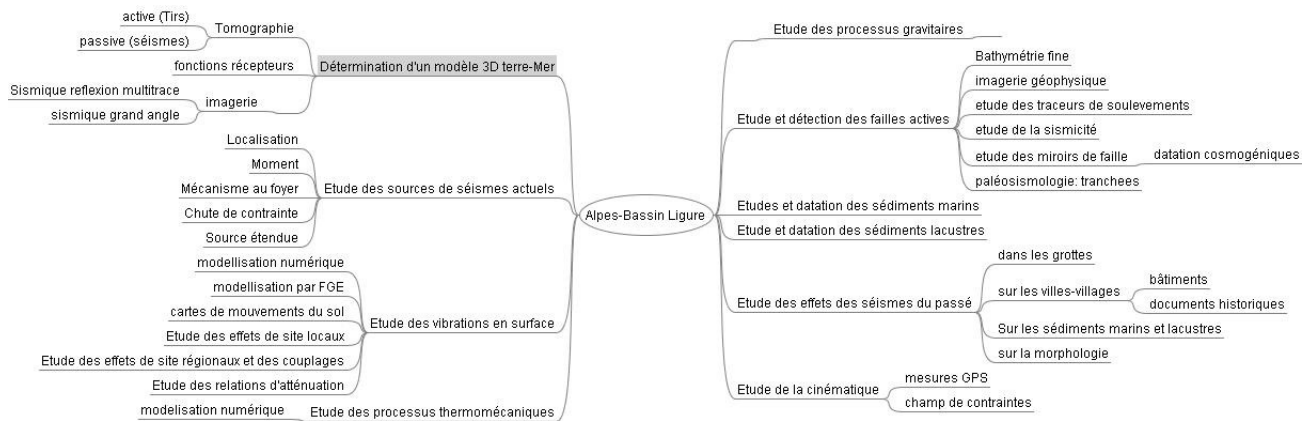 active (Tirs)
passive (séismes)
Tomographie
fonctions récepteurs
Détermination d'un modèle 3D terre-Mer
Sismique reflexion multitrace
sismique grand angle
imagerie
Localisation
Moment
Mécanisme au foyer
Etude des sources de séismes actuels
Chute de contrainte
Source étendue
modellisation numérique
modellisation par FGE
cartes de mouvements du sol
Etude des vibrations en surface
Etude des effets de site locaux
Etude des effets de site régionaux et des couplages
Etude des relations d'atténuation
modelisation numérique
Etude des processus thermomécaniques
Alpes-Bassin Ligure
Etude des processus gravitaires
Bathymétrie fine
imagerie géophysique
etude des traceurs de soulevements
Etude et détection des failles actives
etude de la sismicité
etude des miroirs de faille
datation cosmogéniques
paléosismologie: tranchees
Etudes et datation des sédiments marins
Etude et datation des sédiments lacustres
dans les grottes
sur les villes-villages
bâtiments
documents historiques
Etude des effets des séismes du passé
Sur les sédiments marins et lacustres
sur la morphologie
Etude de la cinématique
mesures GPS
champ de contraintes